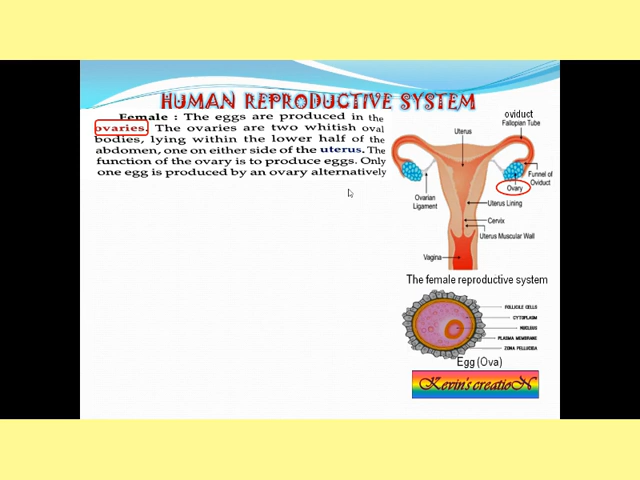 HUMAN REPRODUCTIVE SYSTEM
Female : The eggs are produced in the
ovaries. The ovaries are two whitish oval
bodies, lying within the lower half of the
abdomen, one on either side of the uterus. The
function of the ovary is to produce eggs. Only
one egg is produced by an ovary alternatively
oviduct
Fallopian Tube
Uterus
Funnel of
Oviduct
Ovary
Ovarian
Ligament
Uterus Lining
Cervix
Uterus Muscular Wall
Vagina
The female reproductive system
FOLLICLE CELLS
CYTOPLASM
NUCLEUS
PLASMA MEMBRANE
ZONA PELLUCIDA
Egg (Ova)
Kevin's creatioN